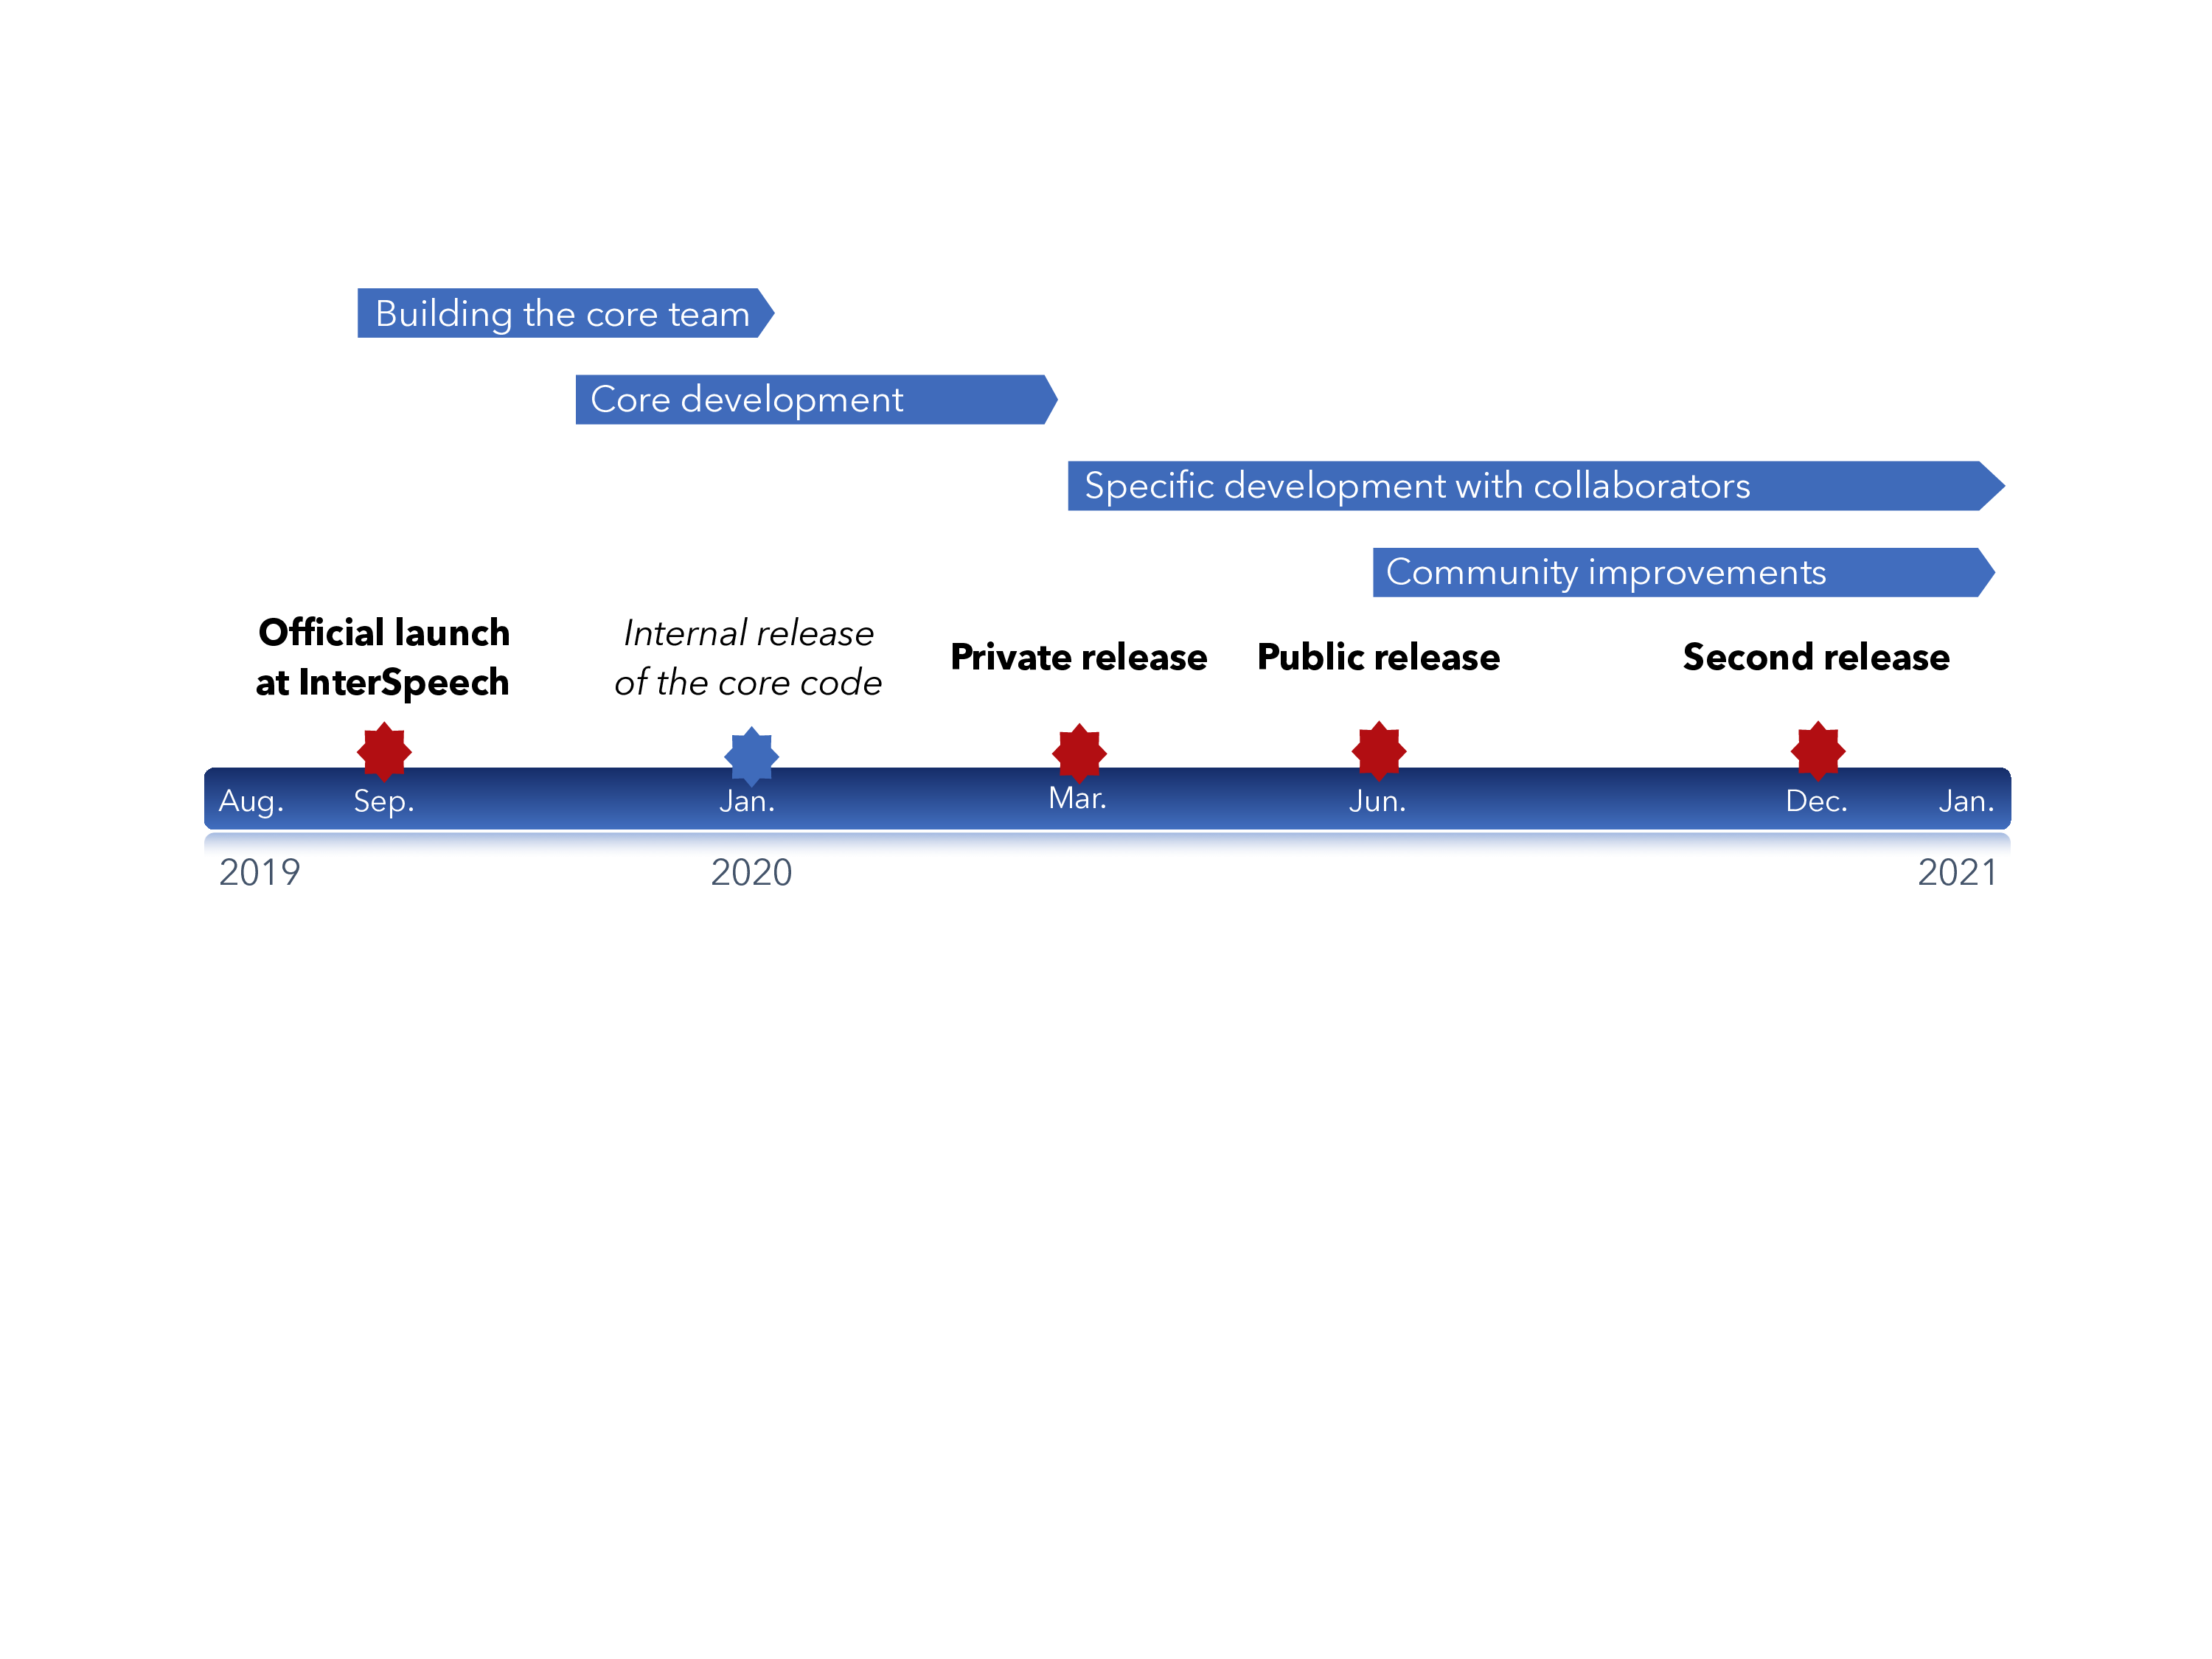 Building the core team
Core development
Specific development with collaborators
Community improvements
Official launch
at InterSpeech
Internal release
of the core code
Private release
Public release
Second release
Aug.
Sep.
Jan.
Mar.
Jun.
Dec.
Jan.
2019
2020
2021